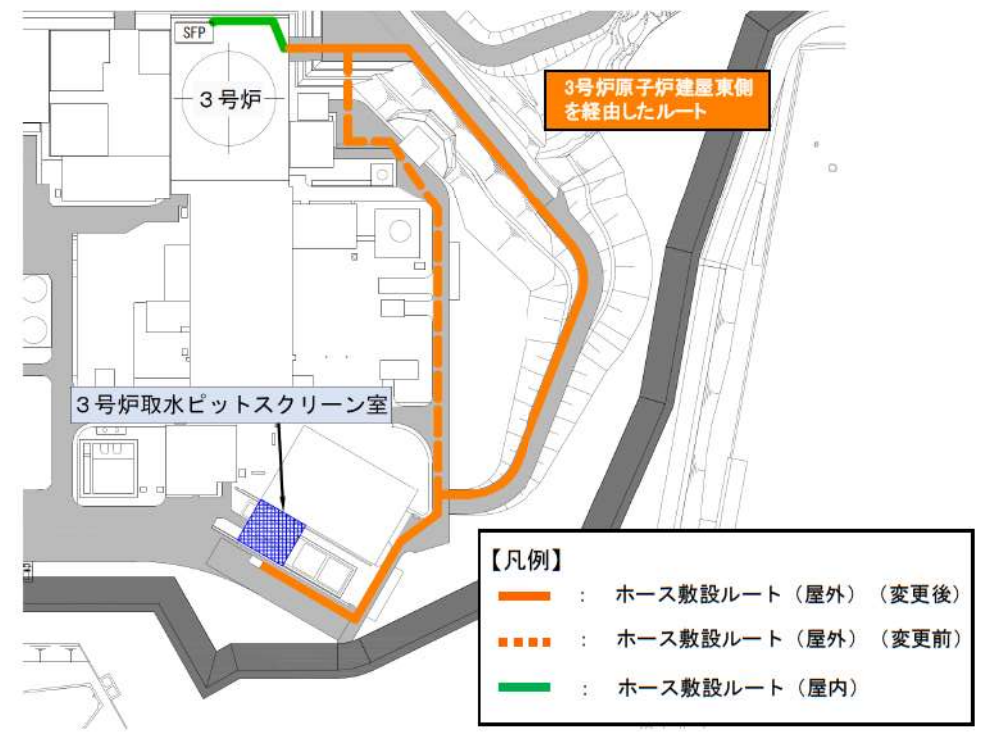 SFP
3号炉原子炉建屋東側
を経由したルート
3号炉
3号炉取水ピットスクリーン室
【凡例】
: ホース敷設ルート（屋外）（変更後）
: ホース敷設ルート（屋外）（変更前）
: ホース敷設ルート（屋内）